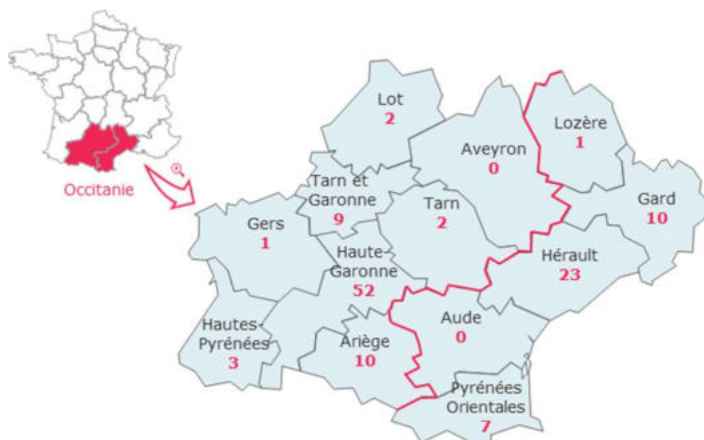 Occitanie
Lot
2
Aveyron
0
Lozère
1
Tarn et
Garonne
9
Tarn
2
Gard
10
Gers
1
Haute-
Garonne
52
Hérault
23
Hautes-
Pyrénées
3
Ariège
10
Aude
0
Pyrénées
Orientales
7